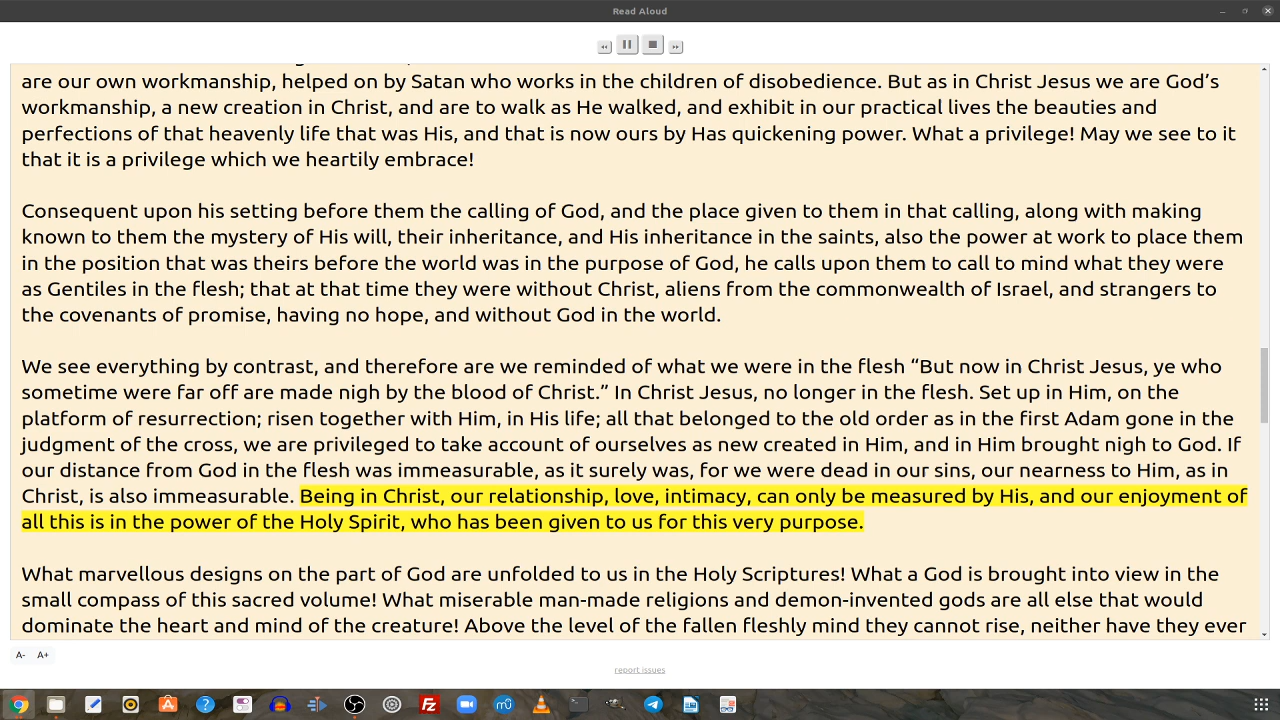 Read Aloud
are our own workmanship, helped on by Satan who works in the children of disobedience. But as in Christ Jesus we are God’s
workmanship, a new creation in Christ, and are to walk as He walked, and exhibit in our practical lives the beauties and
perfections of that heavenly life that was His, and that is now ours by Has quickening power. What a privilege! May we see to it
that it is a privilege which we heartily embrace!
Consequent upon his setting before them the calling of God, and the place given to them in that calling, along with making
known to them the mystery of His will, their inheritance, and His inheritance in the saints, also the power at work to place them
in the position that was theirs before the world was in the purpose of God, he calls upon them to call to mind what they were
as Gentiles in the flesh; that at that time they were without Christ, aliens from the commonwealth of Israel, and strangers to
the covenants of promise, having no hope, and without God in the world.
We see everything by contrast, and therefore are we reminded of what we were in the flesh “But now in Christ Jesus, ye who
sometime were far off are made nigh by the blood of Christ.” In Christ Jesus, no longer in the flesh. Set up in Him, on the
platform of resurrection; risen together with Him, in His life; all that belonged to the old order as in the first Adam gone in the
judgment of the cross, we are privileged to take account of ourselves as new created in Him, and in Him brought nigh to God. If
our distance from God in the flesh was immeasurable, as it surely was, for we were dead in our sins, our nearness to Him, as in
Christ, is also immeasurable. Being in Christ, our relationship, love, intimacy, can only be measured by His, and our enjoyment of
all this is in the power of the Holy Spirit, who has been given to us for this very purpose.
What marvellous designs on the part of God are unfolded to us in the Holy Scriptures! What a God is brought into view in the
small compass of this sacred volume! What miserable man-made religions and demon-invented gods are all else that would
dominate the heart and mind of the creature! Above the level of the fallen fleshly mind they cannot rise, neither have they ever
A- A+
report issues